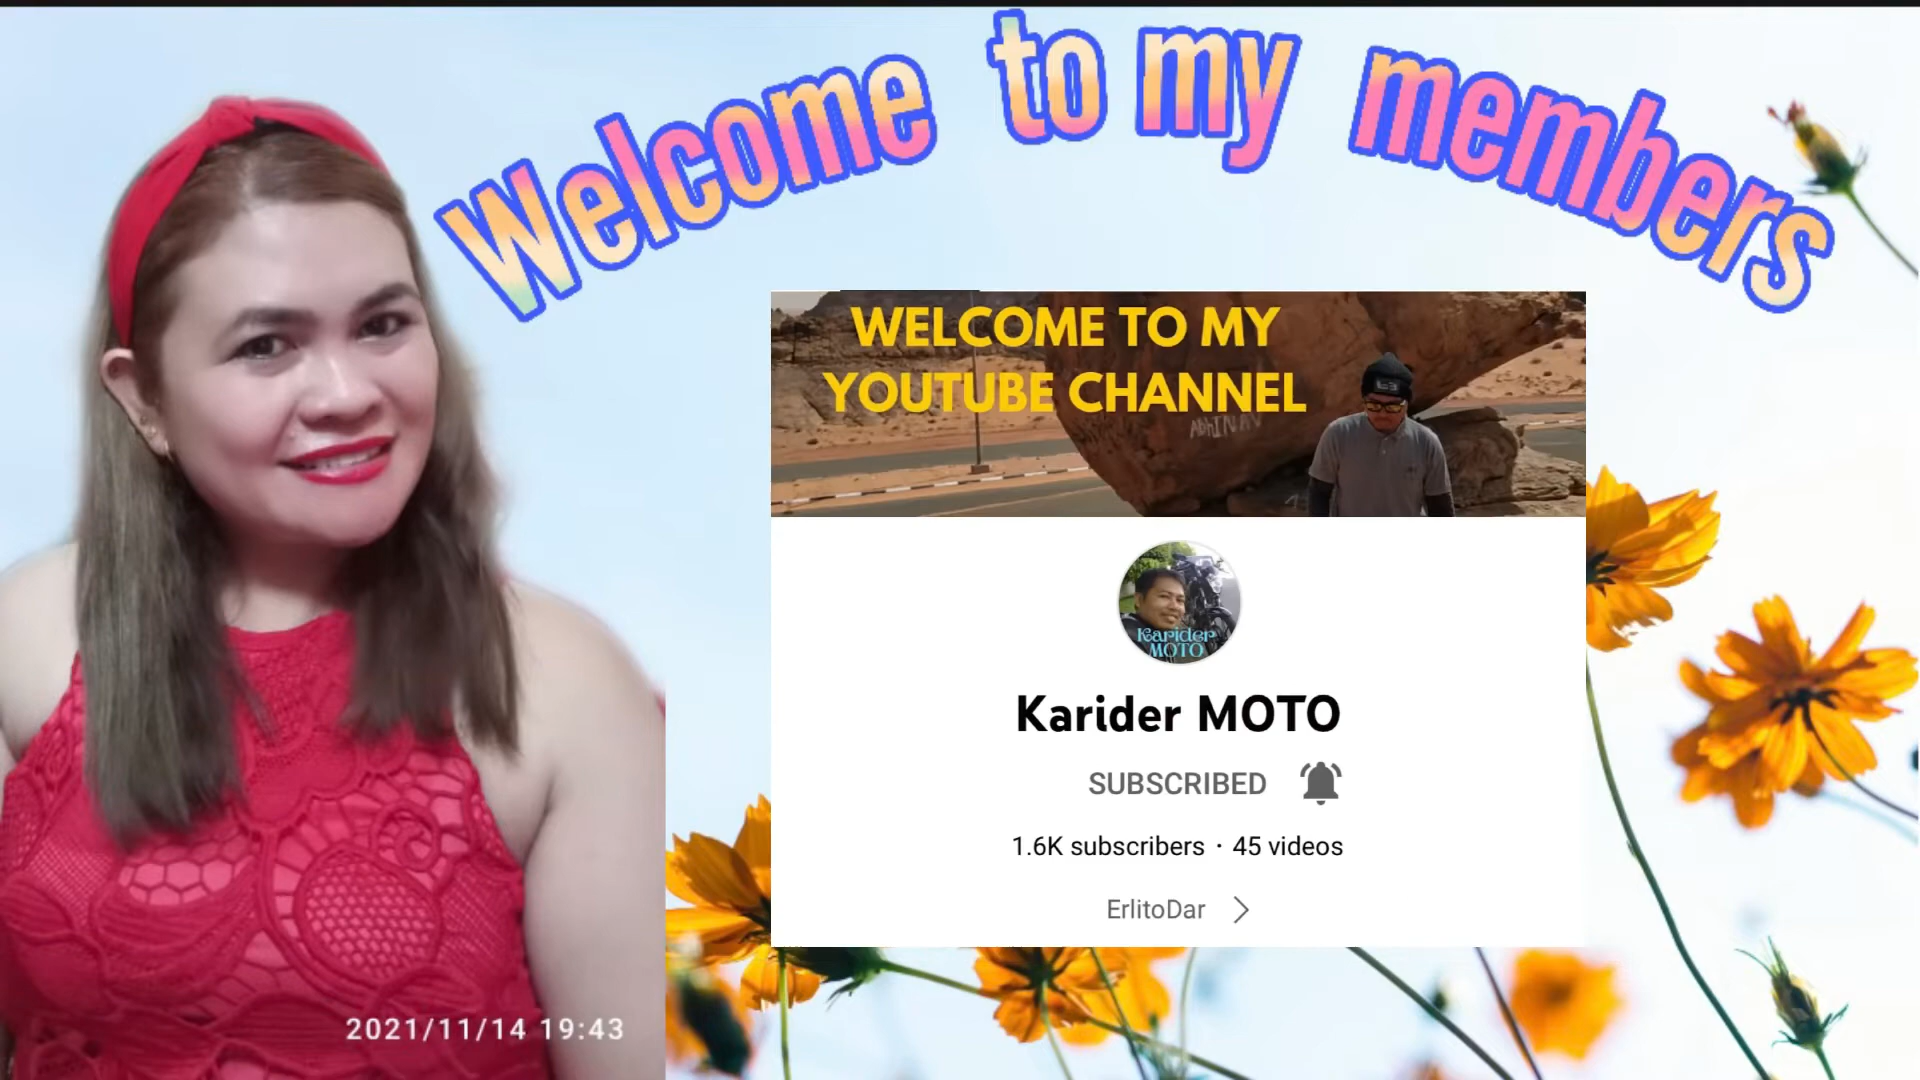 Welcome to my members
WELCOME TO MY
YOUTUBE CHANNEL
ABHINAV
Karider
MOTO
Karider MOTO
SUBSCRIBED
1.6K subscribers · 45 videos
ErlitoDar
2021/11/14 19:43